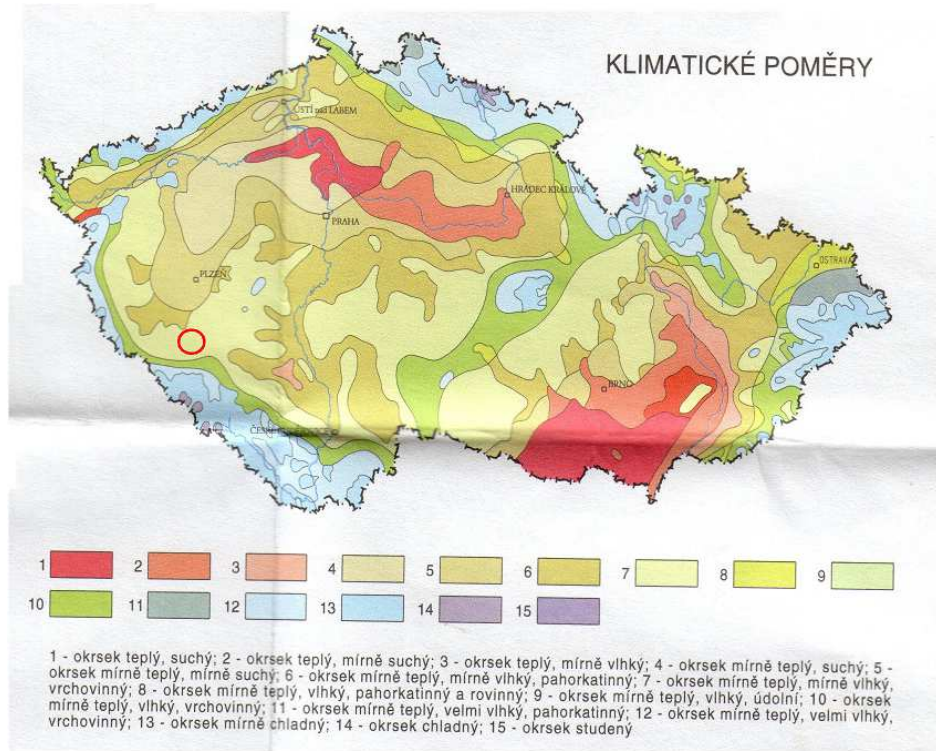 KLIMATICKÉ POMĚRY
ÚSTÍ nad LABEM
HRADEC KRÁLOVÉ
PRAHA
PLZEŇ
OSTRAVA
BRNO
ČESKÉ
1 2 3 4 5 6 7 8 9
10 11 12 13 14 15
1 - okrsek teplý, suchý; 2 - okrsek teplý, mírně suchý; 3 - okrsek teplý, mírně vlhký; 4 - okrsek mírně teplý, suchý; 5 -
okrsek mírně teplý, mírně suchý; 6 - okrsek mírně teplý, mírně vlhký, pahorkatinný; 7 - okrsek mírně teplý, mírně vlhký,
vrchovinný; 8 - okrsek mírně teplý, vlhký, pahorkatinný a rovinný; 9 - okrsek mírně teplý, vlhký, údolní; 10 - okrsek
mírně teplý, vlhký, vrchovinný; 11 - okrsek mírně teplý, velmi vlhký, pahorkatinný; 12 - okrsek mírně teplý, velmi vlhký,
vrchovinný; 13 - okrsek mírně chladný; 14 - okrsek chladný; 15 - okrsek studený